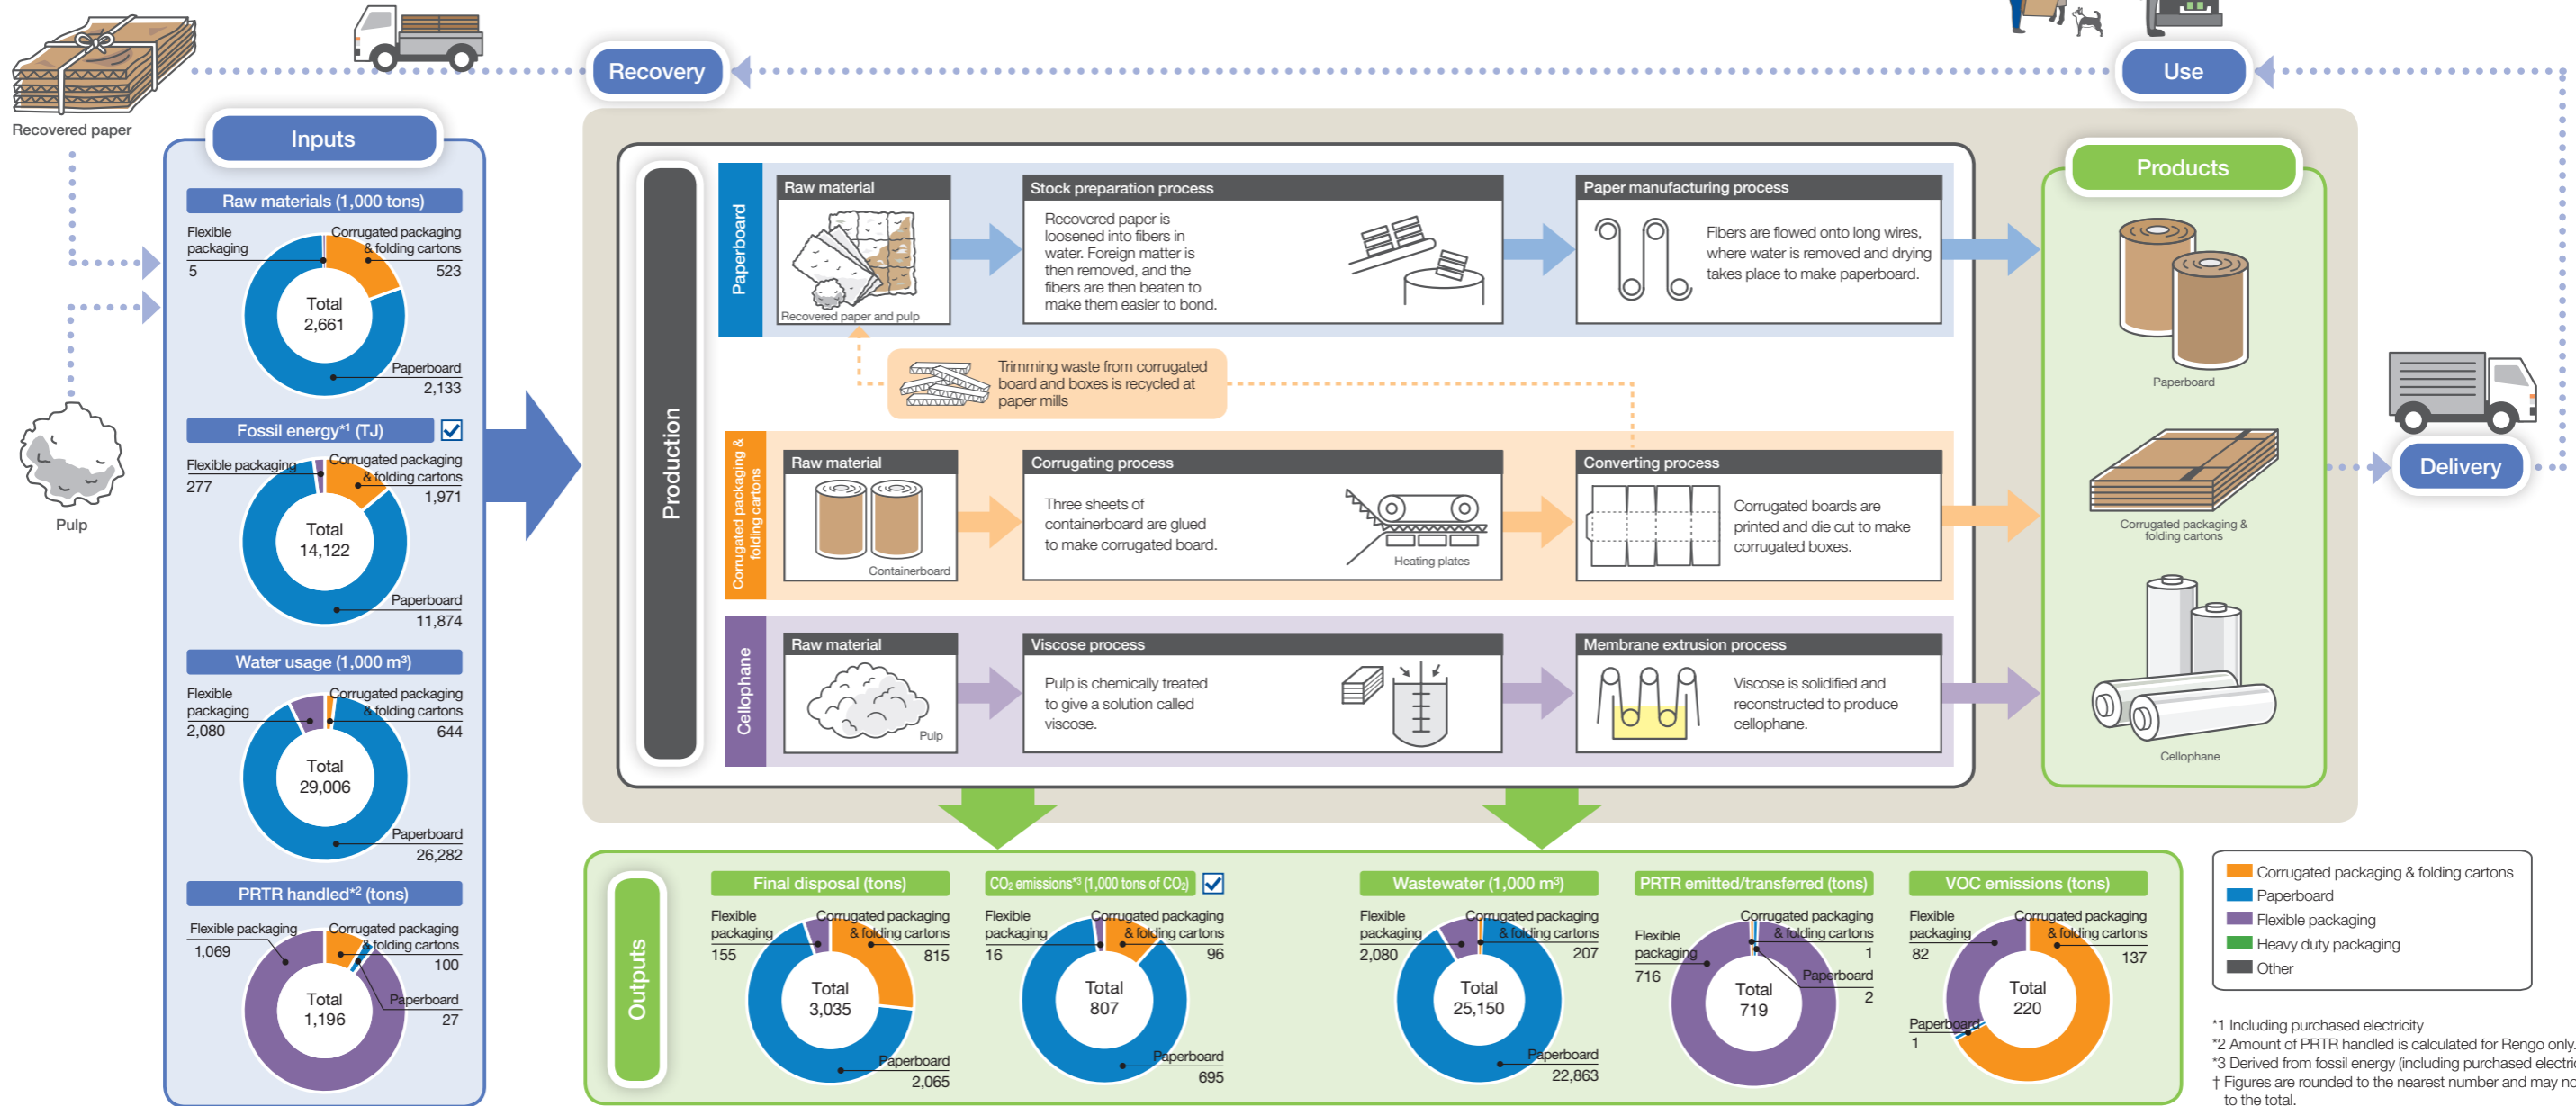 Recovery
Use
Recovered paper
Pulp
Inputs
Raw materials (1,000 tons)
Flexible
packaging
5
Corrugated packaging
& folding cartons
523
Total
2,661
Paperboard
2,133
Fossil energy*1 (TJ)
Flexible packaging
277
Corrugated packaging
& folding cartons
1,971
Total
14,122
Paperboard
11,874
Water usage (1,000 m³)
Flexible
packaging
2,080
Corrugated packaging
& folding cartons
644
Total
29,006
Paperboard
26,282
PRTR handled*2 (tons)
Flexible packaging
1,069
Corrugated packaging
& folding cartons
100
Total
1,196
Paperboard
27
Production
Paperboard
Raw material
Recovered paper and pulp
Stock preparation process
Recovered paper is
loosened into fibers in
water. Foreign matter is
then removed, and the
fibers are then beaten to
make them easier to bond.
Paper manufacturing process
Fibers are flowed onto long wires,
where water is removed and drying
takes place to make paperboard.
Trimming waste from corrugated
board and boxes is recycled at
paper mills
Corrugated packaging &
folding cartons
Raw material
Containerboard
Corrugating process
Three sheets of
containerboard are glued
to make corrugated board.
Heating plates
Converting process
Corrugated boards are
printed and die cut to make
corrugated boxes.
Cellophane
Raw material
Pulp
Viscose process
Pulp is chemically treated
to give a solution called
viscose.
Membrane extrusion process
Viscose is solidified and
reconstructed to produce
cellophane.
Products
Paperboard
Corrugated packaging &
folding cartons
Cellophane
Delivery
Outputs
Final disposal (tons)
Flexible
packaging
155
Corrugated packaging
& folding cartons
815
Total
3,035
Paperboard
2,065
CO₂ emissions*3 (1,000 tons of CO₂)
Flexible
packaging
16
Corrugated packaging
& folding cartons
96
Total
807
Paperboard
695
Wastewater (1,000 m³)
Flexible
packaging
2,080
Corrugated packaging
& folding cartons
207
Total
25,150
Paperboard
22,863
PRTR emitted/transferred (tons)
Flexible
packaging
716
Corrugated packaging
& folding cartons
1
Paperboard
2
Total
719
VOC emissions (tons)
Flexible
packaging
82
Corrugated packaging
& folding cartons
137
Total
220
Paperboard
1
Corrugated packaging & folding cartons
Paperboard
Flexible packaging
Heavy duty packaging
Other
*1 Including purchased electricity
*2 Amount of PRTR handled is calculated for Rengo only.
*3 Derived from fossil energy (including purchased
† Figures are rounded to the nearest number and may
to the total.